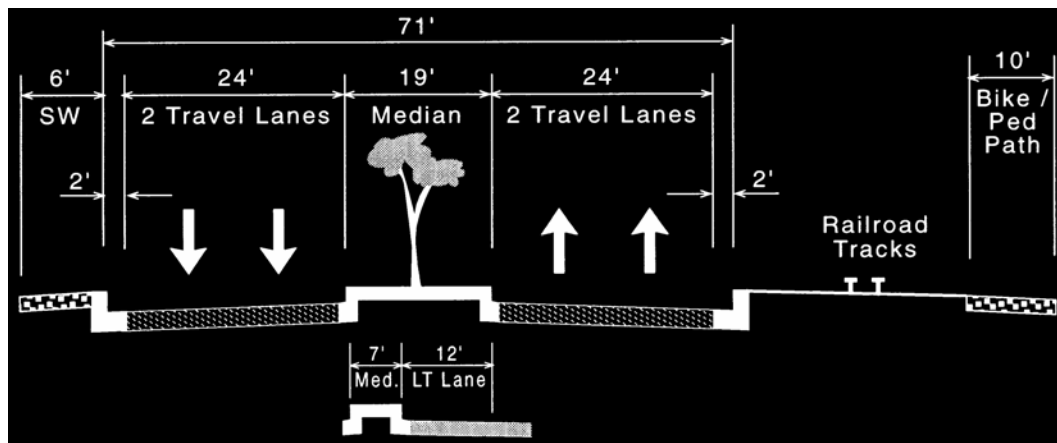 71'
6'
24'
19'
24'
10'
SW
2 Travel Lanes
Median
2 Travel Lanes
Bike /
Ped
Path
2'
2'
Railroad
Tracks
7'
12'
Med.
LT Lane